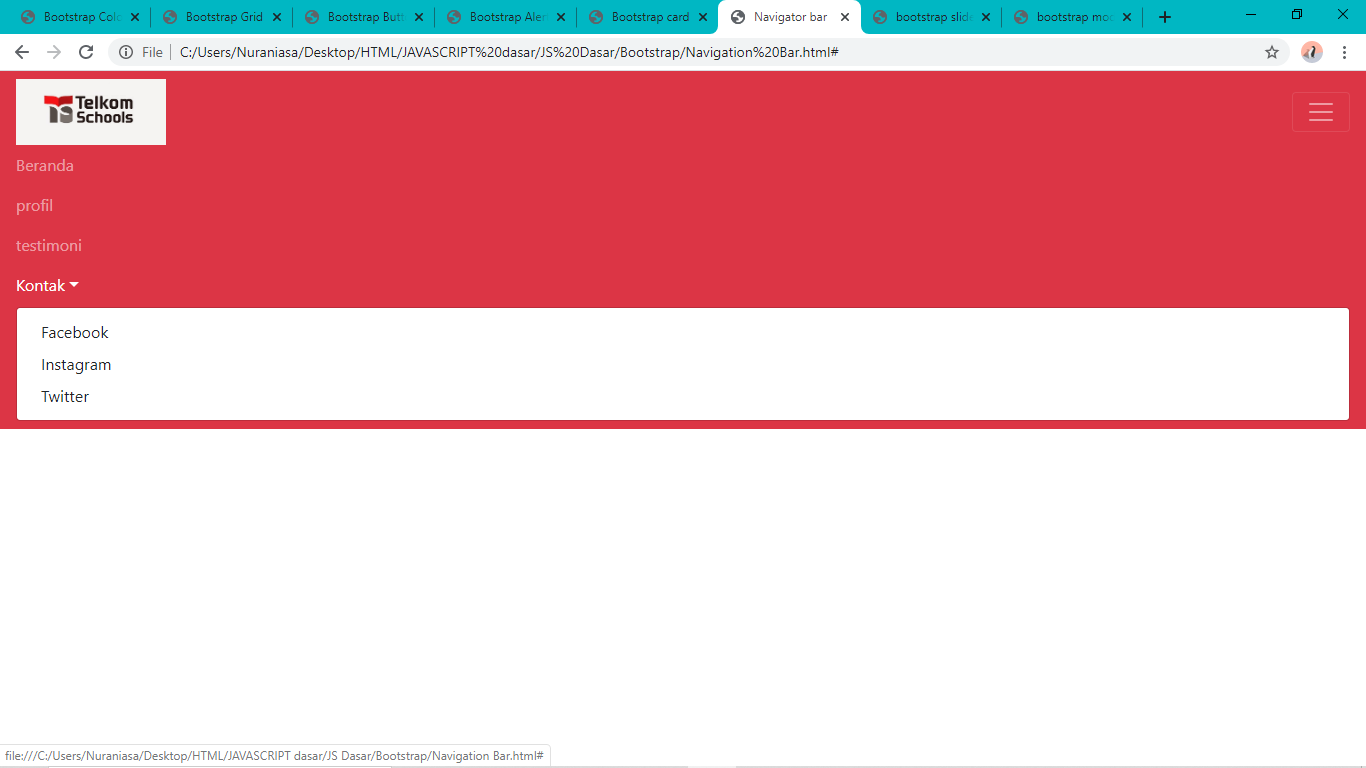 Bootstrap Colo
Bootstrap Grid
Bootstrap Butt
Bootstrap Aler
Bootstrap card
Navigator bar
bootstrap slide
bootstrap mod
File
C:/Users/Nuraniasa/Desktop/HTML/JAVASCRIPT%20dasar/JS%20Dasar/Bootstrap/Navigation%20Bar.html#
Telkom
Schools
Beranda
profil
testimoni
Kontak
Facebook
Instagram
Twitter
file:///C:/Users/Nuraniasa/Desktop/HTML/JAVASCRIPT dasar/JS Dasar/Bootstrap/Navigation Bar.html#